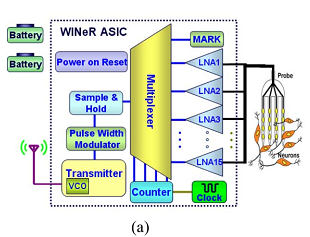 WINeR ASIC
Battery
Battery
Power on Reset
MARK
LNA1
LNA2
LNA3
LNA15
Multiplexer
Sample &
Hold
Pulse Width
Modulator
Transmitter
VCO
Counter
Clock
Probe
Neurons
(a)